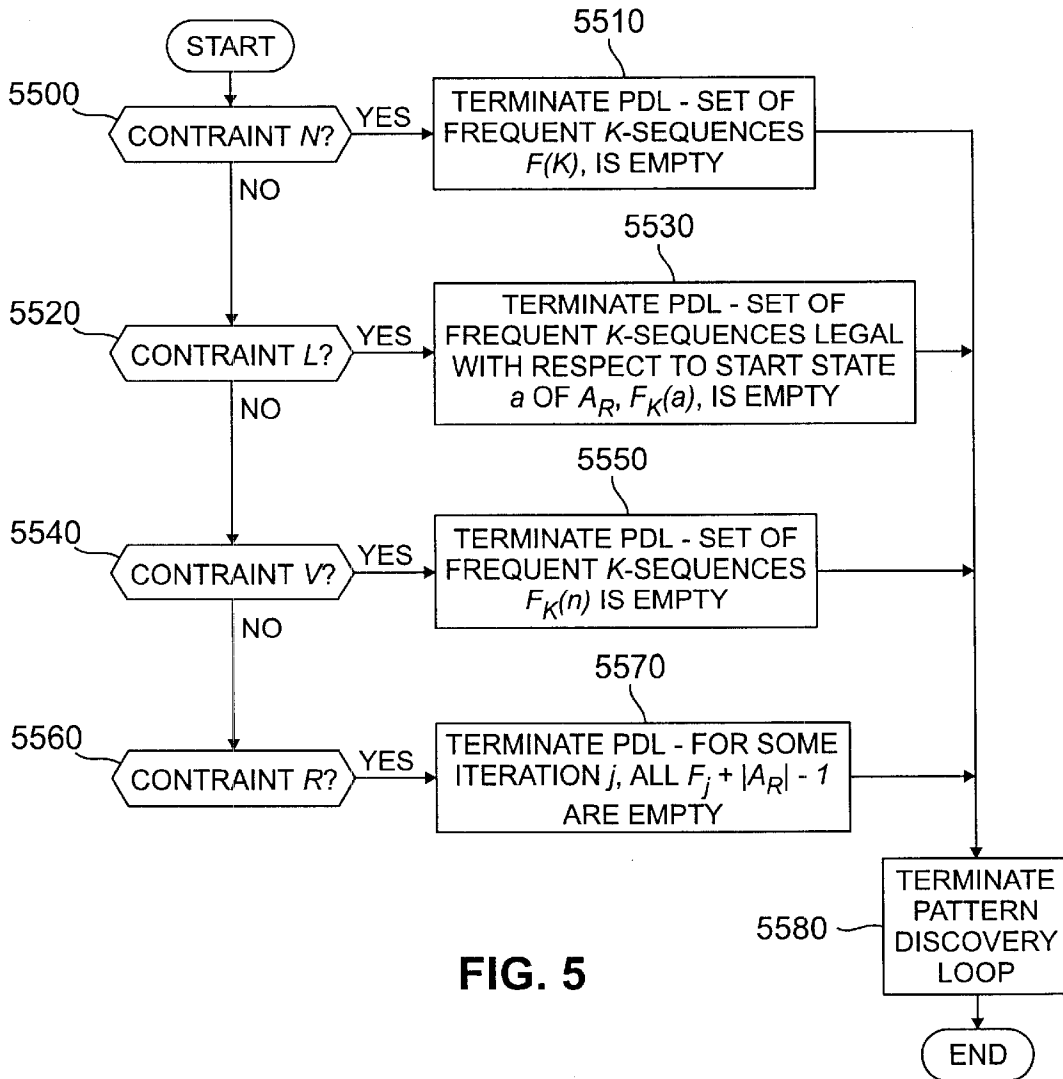 START
5500
CONTRAINT N?
YES
NO
5510
TERMINATE PDL - SET OF
FREQUENT K-SEQUENCES
F(K), IS EMPTY
5520
CONTRAINT L?
YES
NO
5530
TERMINATE PDL - SET OF
FREQUENT K-SEQUENCES LEGAL
WITH RESPECT TO START STATE
a OF A_R, F_K(a), IS EMPTY
5540
CONTRAINT V?
YES
NO
5550
TERMINATE PDL - SET OF
FREQUENT K-SEQUENCES
F_K(n) IS EMPTY
5560
CONTRAINT R?
YES
5570
TERMINATE PDL - FOR SOME
ITERATION j, ALL F_j + |A_R| - 1
ARE EMPTY
5580
TERMINATE
PATTERN
DISCOVERY
LOOP
END
FIG. 5